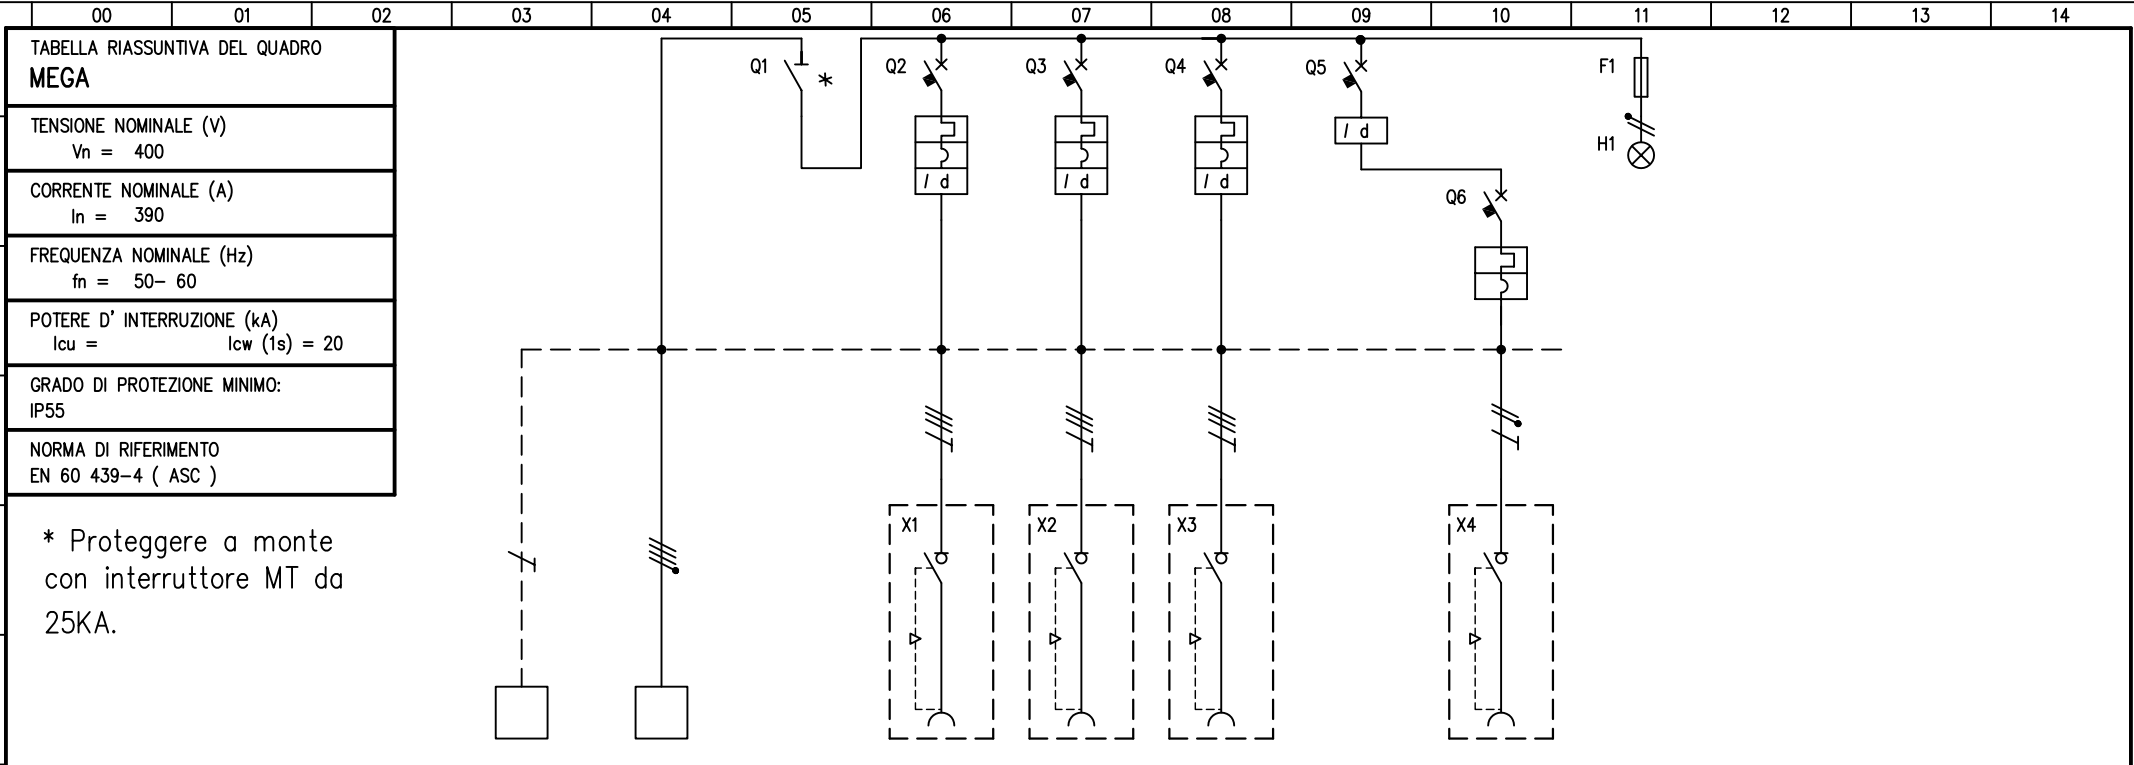 00 01 02 03 04 05 06 07 08 09 10 11 12 13 14
TABELLA RIASSUNTIVA DEL QUADRO
MEGA
TENSIONE NOMINALE (V)
Vn = 400
CORRENTE NOMINALE (A)
In = 390
FREQUENZA NOMINALE (Hz)
fn = 50- 60
POTERE D' INTERRUZIONE (kA)
Icu = Icw (1s) = 20
GRADO DI PROTEZIONE MINIMO:
IP55
NORMA DI RIFERIMENTO
EN 60 439-4 ( ASC )
* Proteggere a monte
con interruttore MT da
25KA.
Q1 * Q2 Q3 Q4 Q5 F1
I d
H1
I d I d I d
Q6
X1 X2 X3 X4